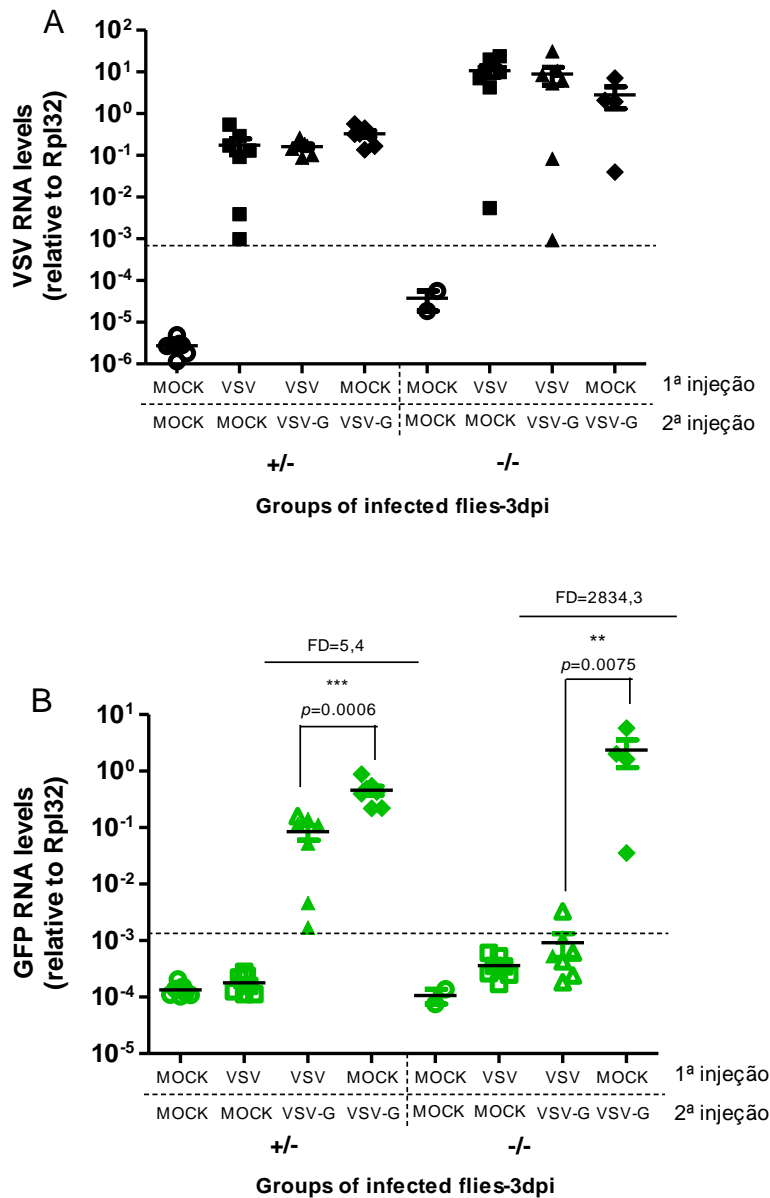 A
VSV RNA levels
(relative to Rpl32)
10²
10¹
10⁰
10⁻¹
10⁻²
10⁻³
10⁻⁴
10⁻⁵
10⁻⁶
MOCK VSV VSV MOCK MOCK VSV VSV MOCK 1ª injeção
MOCK MOCK VSV-G VSV-G MOCK MOCK VSV-G VSV-G 2ª injeção
+/- -/-
Groups of infected flies-3dpi
FD=2834,3
FD=5,4
**
p=0.0075
***
p=0.0006
B
GFP RNA levels
(relative to Rpl32)
10¹
10⁰
10⁻¹
10⁻²
10⁻³
10⁻⁴
10⁻⁵
MOCK VSV VSV MOCK MOCK VSV VSV MOCK 1ª injeção
MOCK MOCK VSV-G VSV-G MOCK MOCK VSV-G VSV-G 2ª injeção
+/- -/-
Groups of infected flies-3dpi